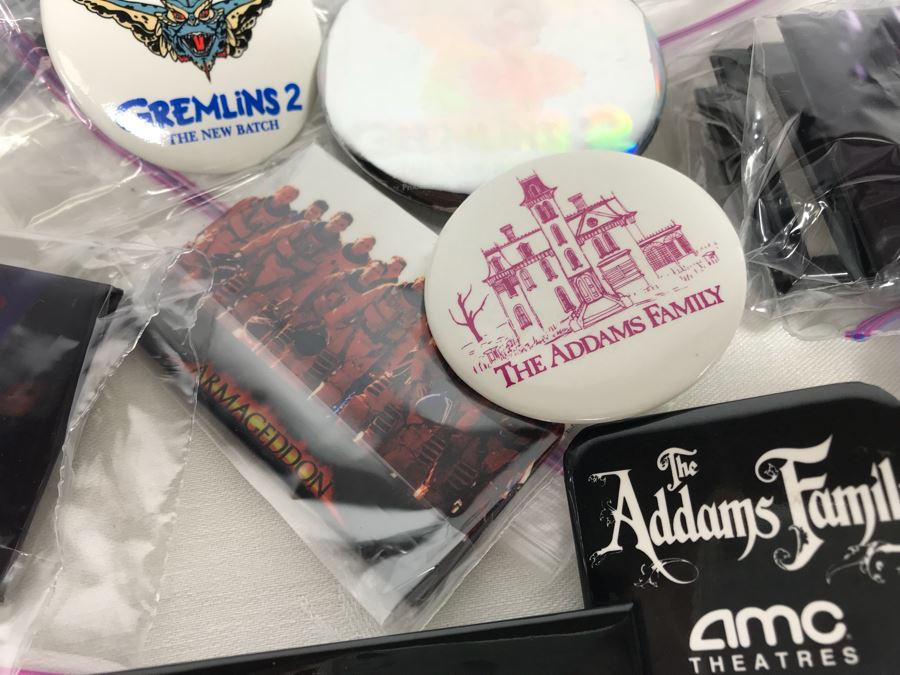 GREMLINS 2
THE NEW BATCH
THE ADDAMS FAMILY
ARMAGEDDON
The
Addams Famil
amc
THEATRES